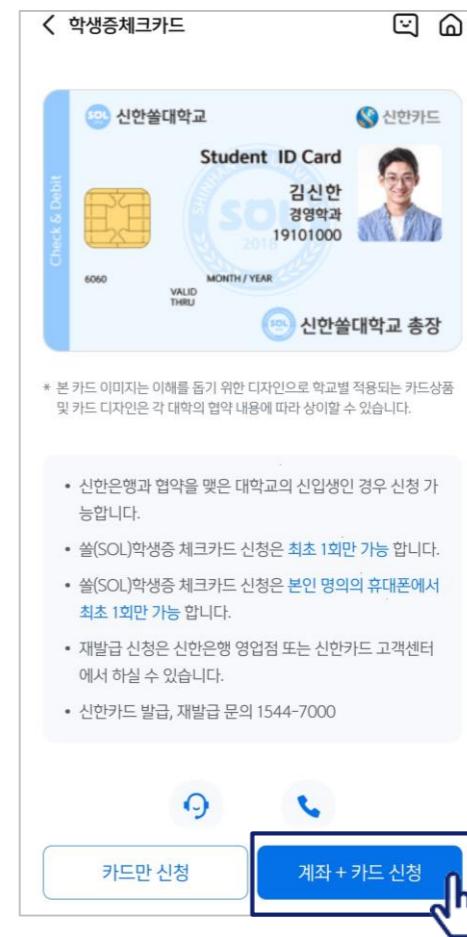 학생증체크카드
SOL 신한쏠대학교
신한카드
Student ID Card
김신한
경영학과
19101000
Check & Debit
SOL
2018
6060
MONTH / YEAR
VALID
THRU
SOL 신한쏠대학교 총장
* 본 카드 이미지는 이해를 돕기 위한 디자인으로 학교별 적용되는 카드상품
및 카드 디자인은 각 대학의 협약 내용에 따라 상이할 수 있습니다.
• 신한은행과 협약을 맺은 대학교의 신입생인 경우 신청 가
능합니다.
• 쏠(SOL)학생증 체크카드 신청은 최초 1회만 가능 합니다.
• 쏠(SOL)학생증 체크카드 신청은 본인 명의의 휴대폰에서
최초 1회만 가능 합니다.
• 재발급 신청은 신한은행 영업점 또는 신한카드 고객센터
에서 하실 수 있습니다.
• 신한카드 발급, 재발급 문의 1544-7000
카드만 신청
계좌 + 카드 신청